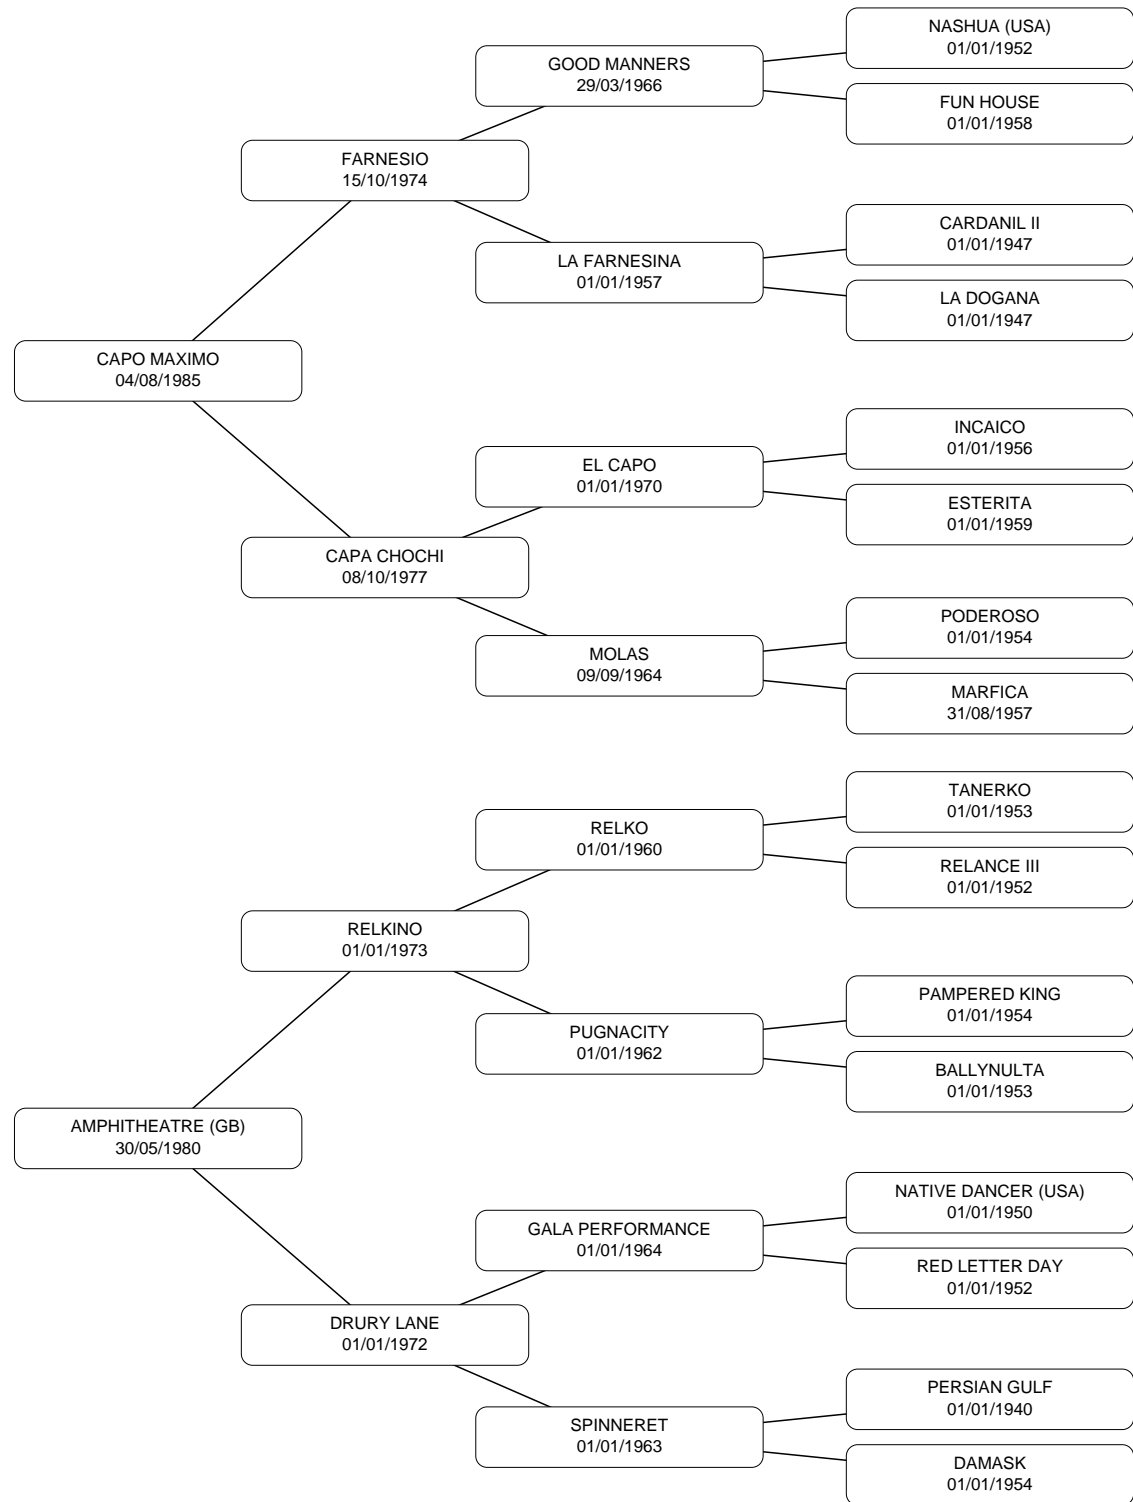 NASHUA (USA)
01/01/1952
GOOD MANNERS
29/03/1966
FUN HOUSE
01/01/1958
FARNESIO
15/10/1974
CARDANIL II
01/01/1947
LA FARNESINA
01/01/1957
LA DOGANA
01/01/1947
CAPO MAXIMO
04/08/1985
INCAICO
01/01/1956
EL CAPO
01/01/1970
ESTERITA
01/01/1959
CAPA CHOCHI
08/10/1977
PODEROSO
01/01/1954
MOLAS
09/09/1964
MARFICA
31/08/1957
TANERKO
01/01/1953
RELKO
01/01/1960
RELANCE III
01/01/1952
RELKINO
01/01/1973
PAMPERED KING
01/01/1954
PUGNACITY
01/01/1962
BALLYNULTA
01/01/1953
AMPHITHEATRE (GB)
30/05/1980
NATIVE DANCER (USA)
01/01/1950
GALA PERFORMANCE
01/01/1964
RED LETTER DAY
01/01/1952
DRURY LANE
01/01/1972
PERSIAN GULF
01/01/1940
SPINNERET
01/01/1963
DAMASK
01/01/1954